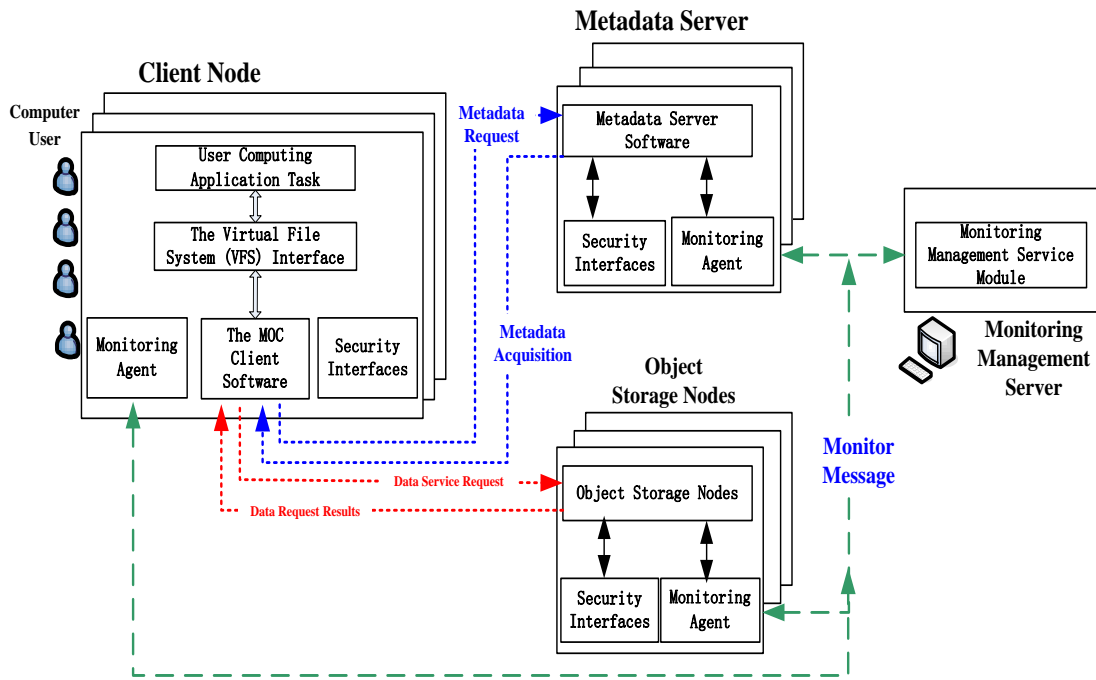 Metadata Server
Client Node
Computer
User
Metadata
Request
Metadata Server
Software
User Computing
Application Task
The Virtual File
System (VFS) Interface
Security
Interfaces
Monitoring
Agent
Monitoring
Management Service
Module
Monitoring
Agent
The MOC
Client
Software
Security
Interfaces
Metadata
Acquisition
Monitoring
Management
Server
Object
Storage Nodes
Monitor
Message
Data Service Request
Object Storage Nodes
Data Request Results
Security
Interfaces
Monitoring
Agent